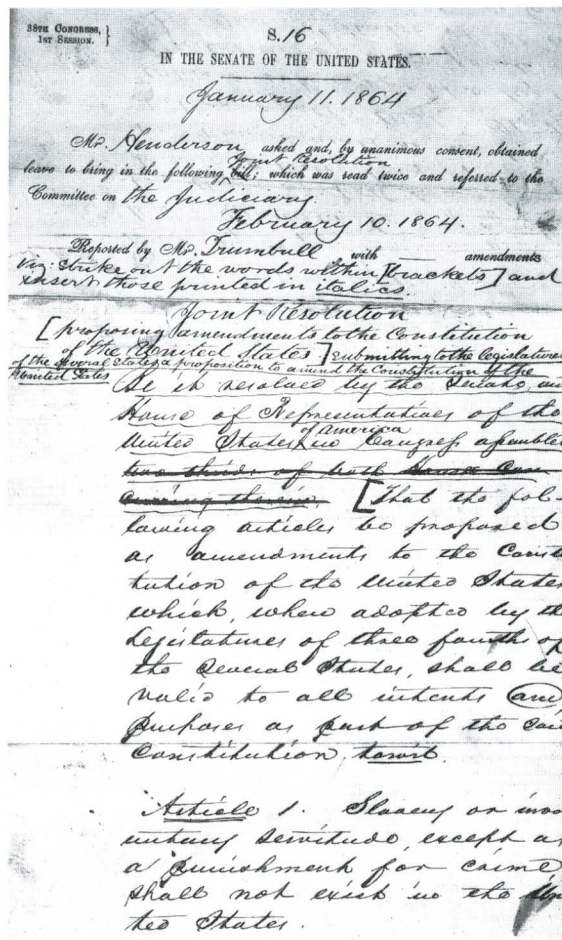 38TH CONGRESS,
1ST SESSION.
S. 16
IN THE SENATE OF THE UNITED STATES.
January 11. 1864
Mr. Henderson asked and, by unanimous consent, obtained
Joint Resolution
leave to bring in the following bill; which was read twice and referred to the
Committee on the Judiciary.
February 10. 1864.
Reported by Mr. Trumbull with amendments
viz: Strike out the words within [brackets] and
insert those printed in italics.
Joint Resolution
[proposing amendments to the Constitution
of the United States.] submitting to the legislatures
of the several States a proposition to amend the Constitution of the
United States
Be it resolved by the Senate an
House of Representatives of the
of America
United States in Congress assemble
two thirds of both Houses con
curring therein, [That the fol-
lowing articles be proposed
as amendments to the Consti
tution of the United States
which, when adopted by th
Legislatures of three fourths of
the several States, shall be
valid to all intents and
purposes as part of the sai
Constitution, towit.
Article 1. Slavery or invo
untary servitude, except as
a punishment for crime
shall not exist in the Un
ted States.